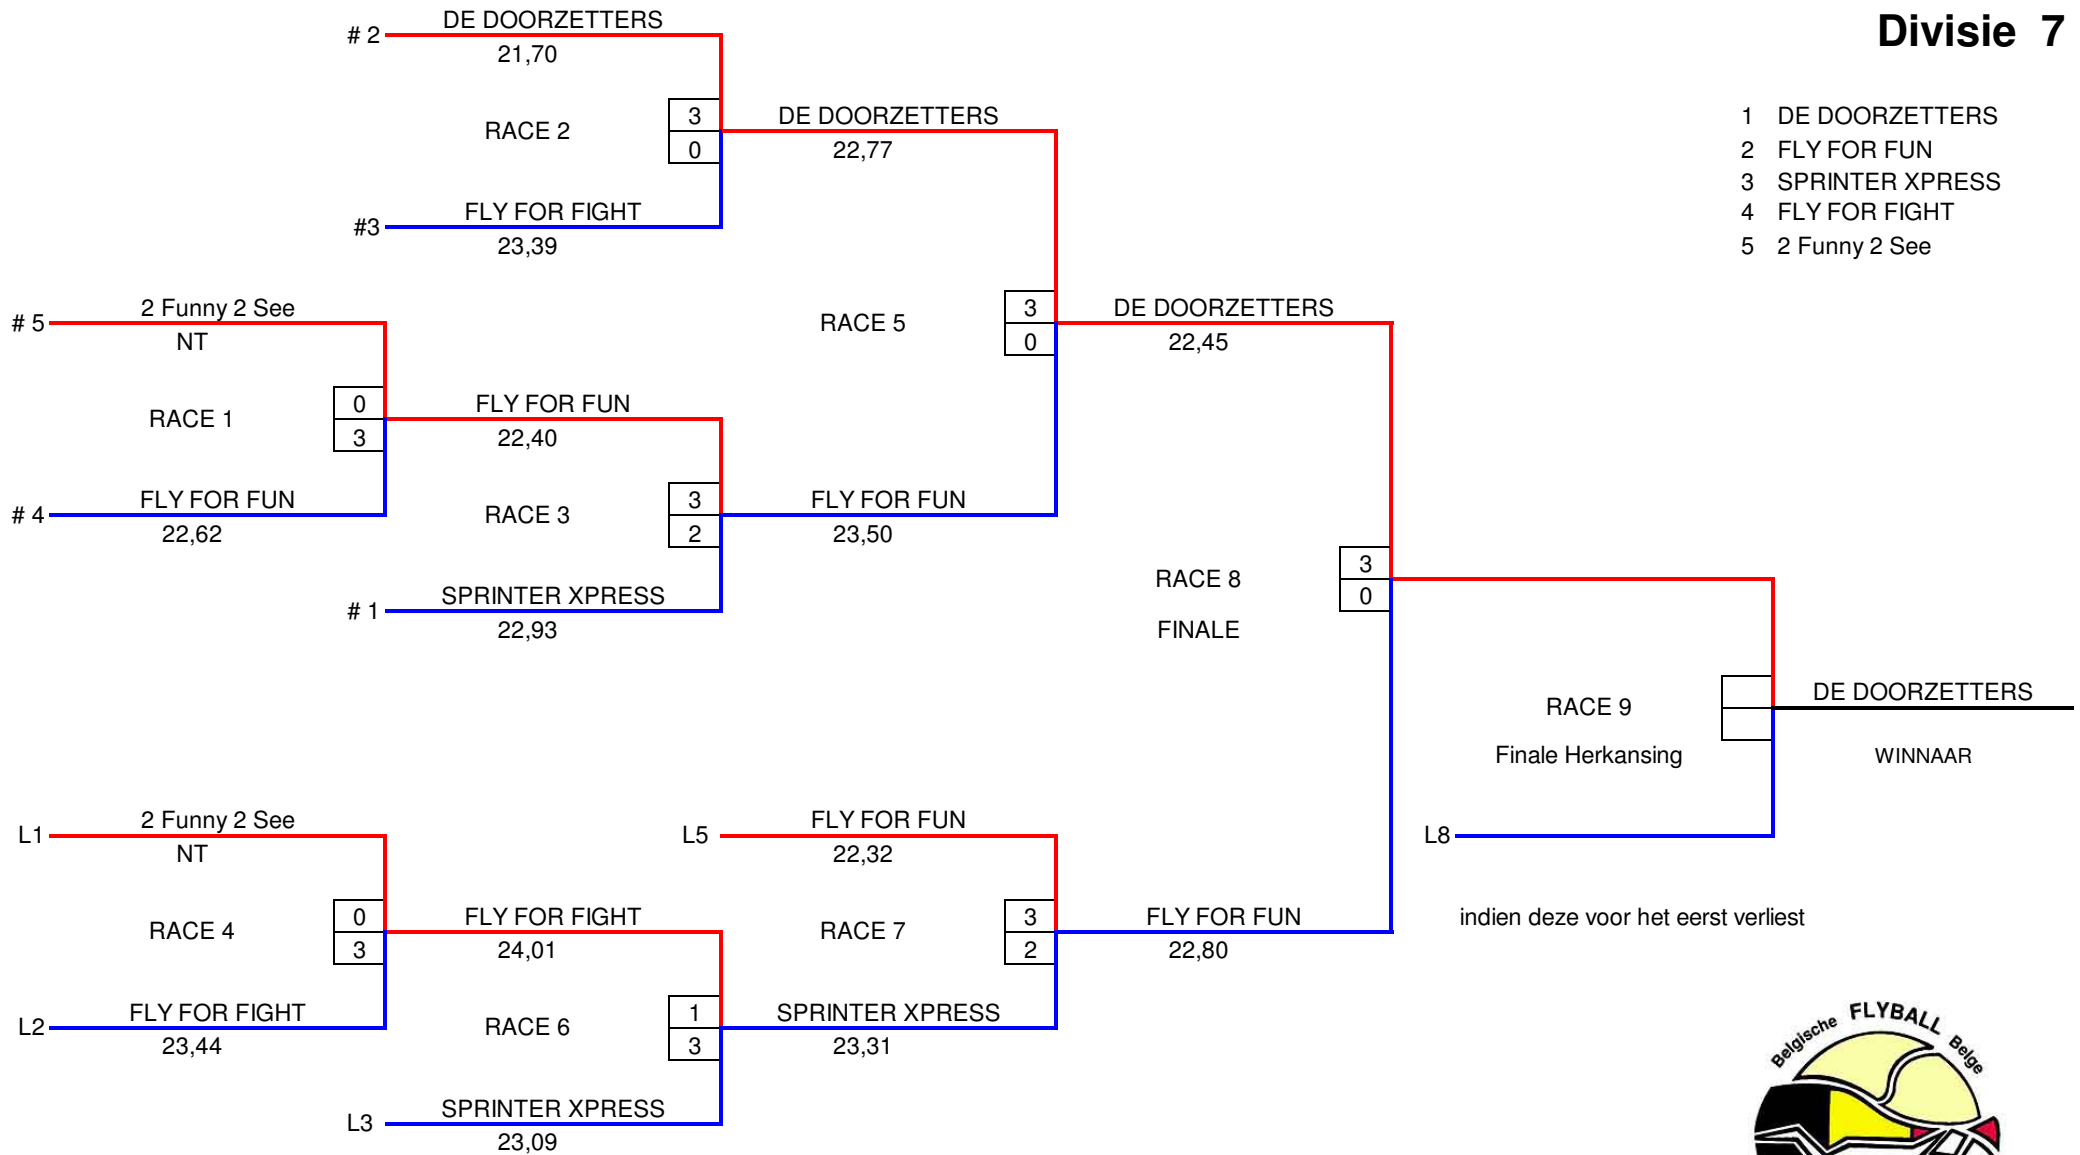 Divisie 7
# 2 DE DOORZETTERS
21,70
RACE 2
3
0
#3 FLY FOR FIGHT
23,39
DE DOORZETTERS
22,77
1 DE DOORZETTERS
2 FLY FOR FUN
3 SPRINTER XPRESS
4 FLY FOR FIGHT
5 2 Funny 2 See
# 5 2 Funny 2 See
NT
RACE 1
0
3
# 4 FLY FOR FUN
22,62
FLY FOR FUN
22,40
RACE 3
3
2
# 1 SPRINTER XPRESS
22,93
RACE 5
3
0
FLY FOR FUN
23,50
DE DOORZETTERS
22,45
RACE 8
3
0
FINALE
RACE 9
Finale Herkansing
DE DOORZETTERS
WINNAAR
L1 2 Funny 2 See
NT
RACE 4
0
3
L2 FLY FOR FIGHT
23,44
FLY FOR FIGHT
24,01
RACE 6
1
3
L3 SPRINTER XPRESS
23,09
L5 FLY FOR FUN
22,32
RACE 7
3
2
SPRINTER XPRESS
23,31
FLY FOR FUN
22,80
L8
indien deze voor het eerst verliest
Belgische FLYBALL Belge